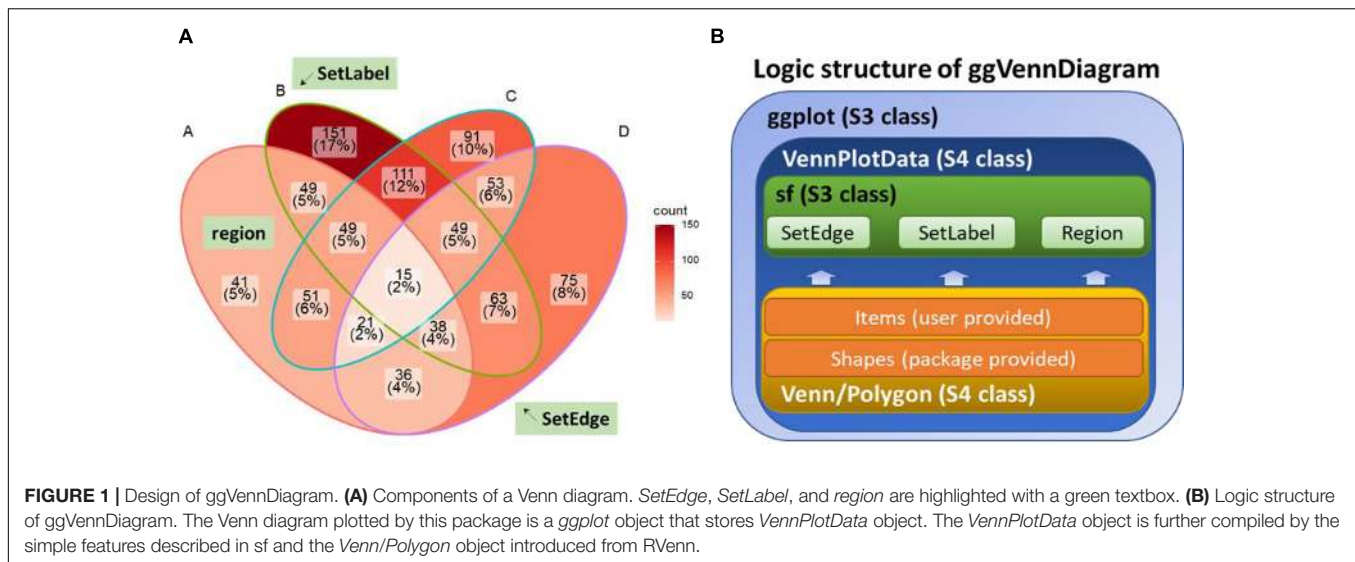 A
SetLabel
B
C
A
D
151
(17%)
91
(10%)
111
(12%)
49
(5%)
53
(6%)
region
49
(5%)
49
(5%)
count
150
100
50
41
(5%)
15
(2%)
75
(8%)
51
(6%)
63
(7%)
21
(2%)
38
(4%)
36
(4%)
SetEdge
B
Logic structure of ggVennDiagram
ggplot (S3 class)
VennPlotData (S4 class)
sf (S3 class)
SetEdge
SetLabel
Region
Items (user provided)
Shapes (package provided)
Venn/Polygon (S4 class)
FIGURE 1 | Design of ggVennDiagram. (A) Components of a Venn diagram. SetEdge, SetLabel, and region are highlighted with a green textbox. (B) Logic structure
of ggVennDiagram. The Venn diagram plotted by this package is a ggplot object that stores VennPlotData object. The VennPlotData object is further compiled by the
simple features described in sf and the Venn/Polygon object introduced from RVenn.